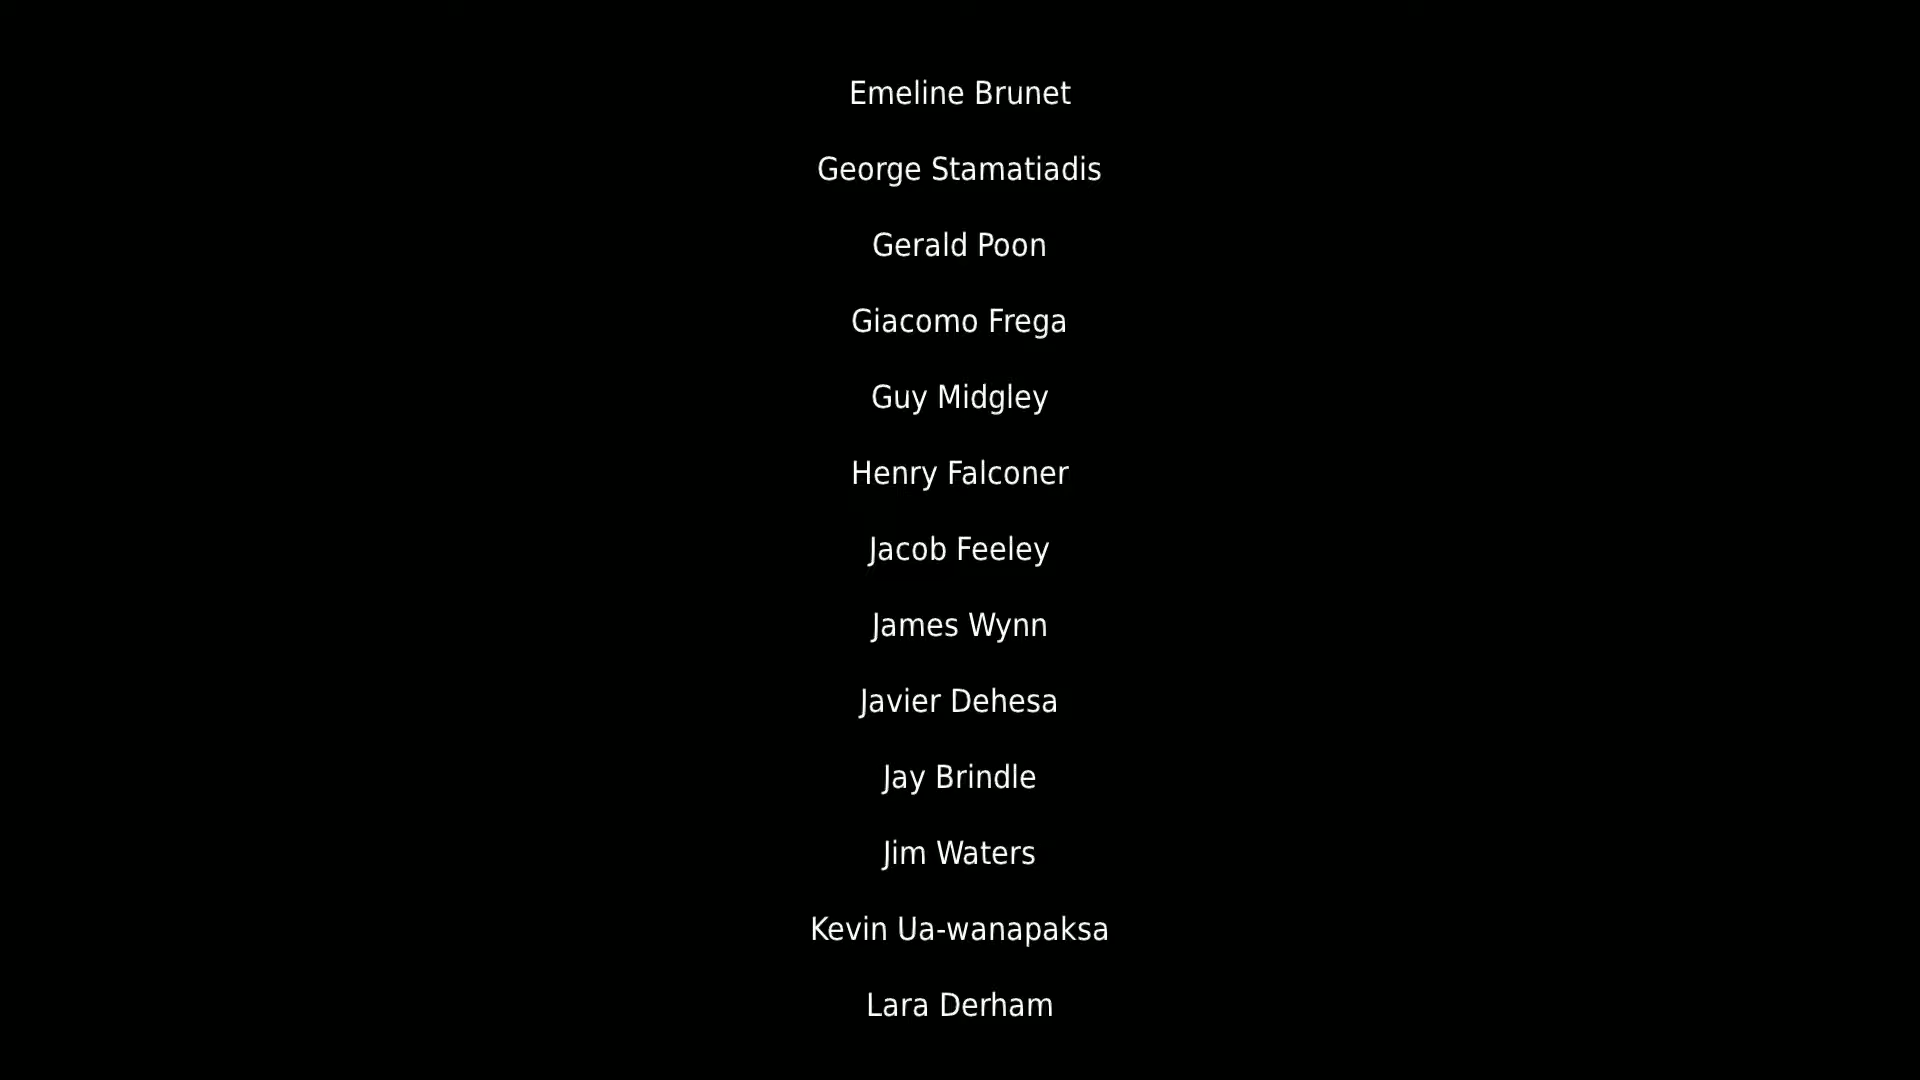 Emeline Brunet
George Stamatiadis
Gerald Poon
Giacomo Frega
Guy Midgley
Henry Falconer
Jacob Feeley
James Wynn
Javier Dehesa
Jay Brindle
Jim Waters
Kevin Ua-wanapaksa
Lara Derham